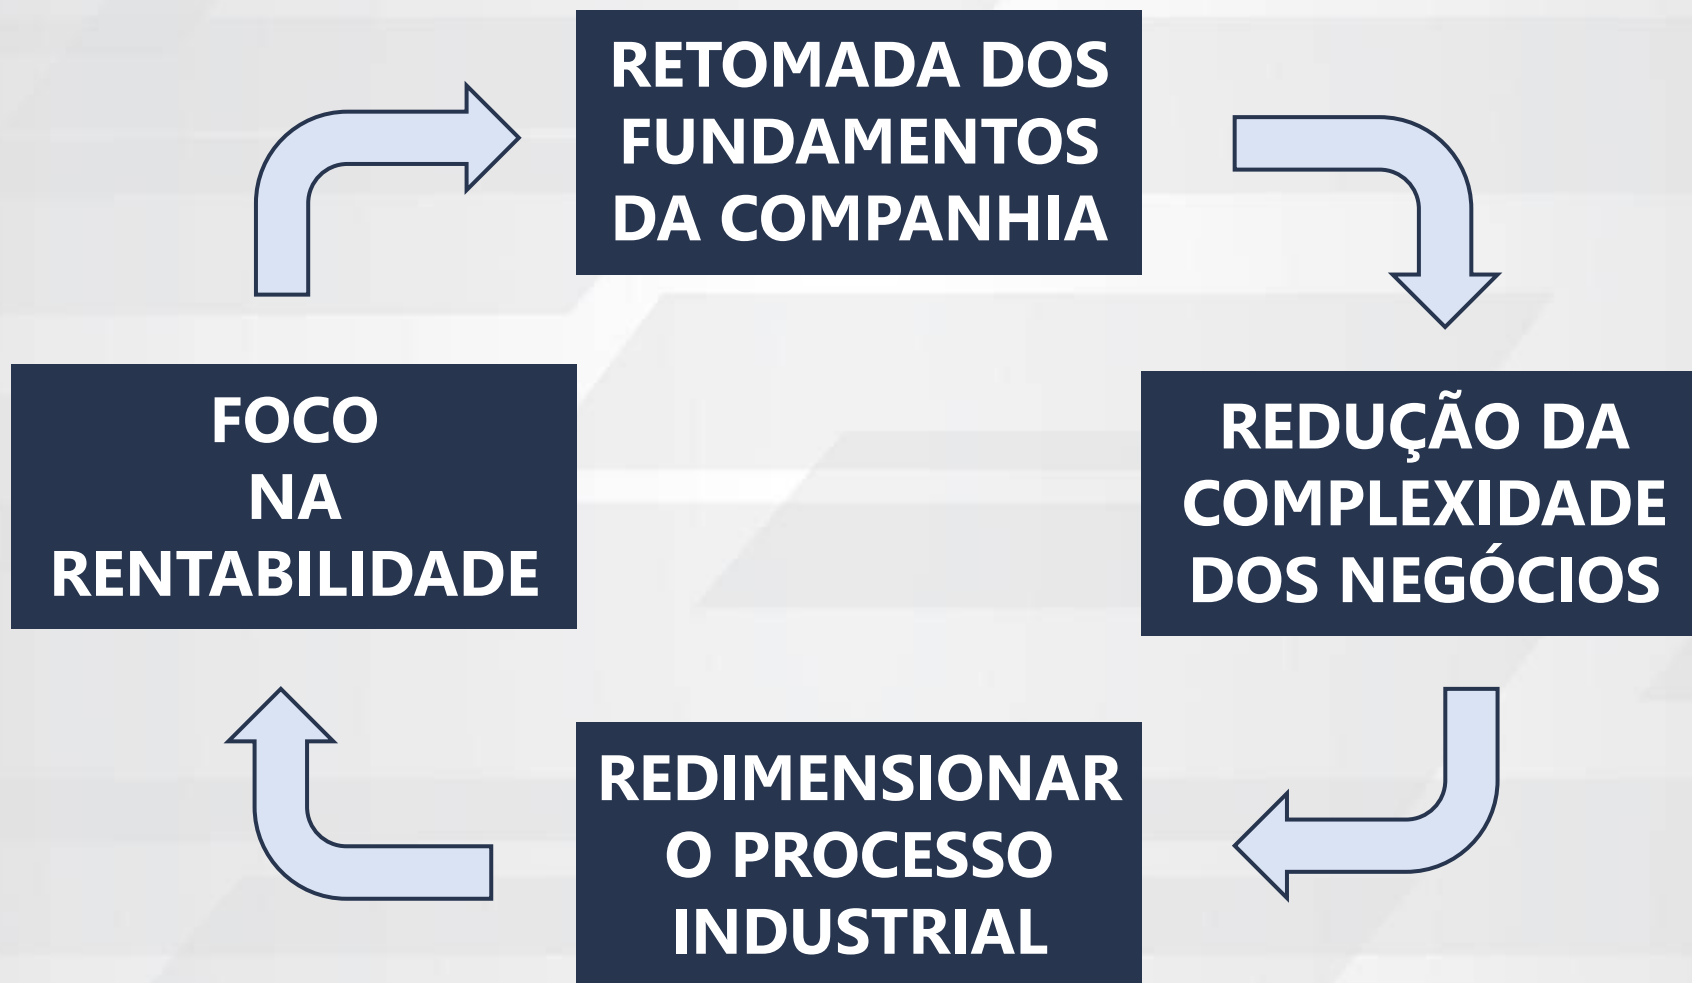 RETOMADA DOS
FUNDAMENTOS
DA COMPANHIA
FOCO
NA
RENTABILIDADE
REDUÇÃO DA
COMPLEXIDADE
DOS NEGÓCIOS
REDIMENSIONAR
O PROCESSO
INDUSTRIAL